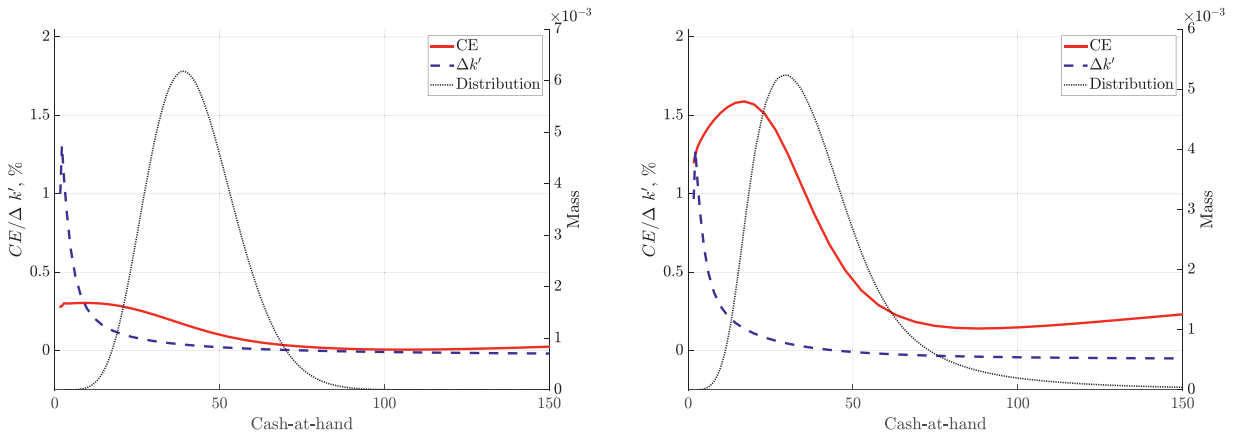 ×10⁻³
2
1.5
1
0.5
0
CE/Δ k′, %
7
6
5
4
3
2
1
0
Mass
CE
Δk′
Distribution
0
50
100
150
Cash-at-hand
×10⁻³
2
1.5
1
0.5
0
CE/Δ k′, %
6
5
4
3
2
1
0
Mass
CE
Δk′
Distribution
0
50
100
150
Cash-at-hand